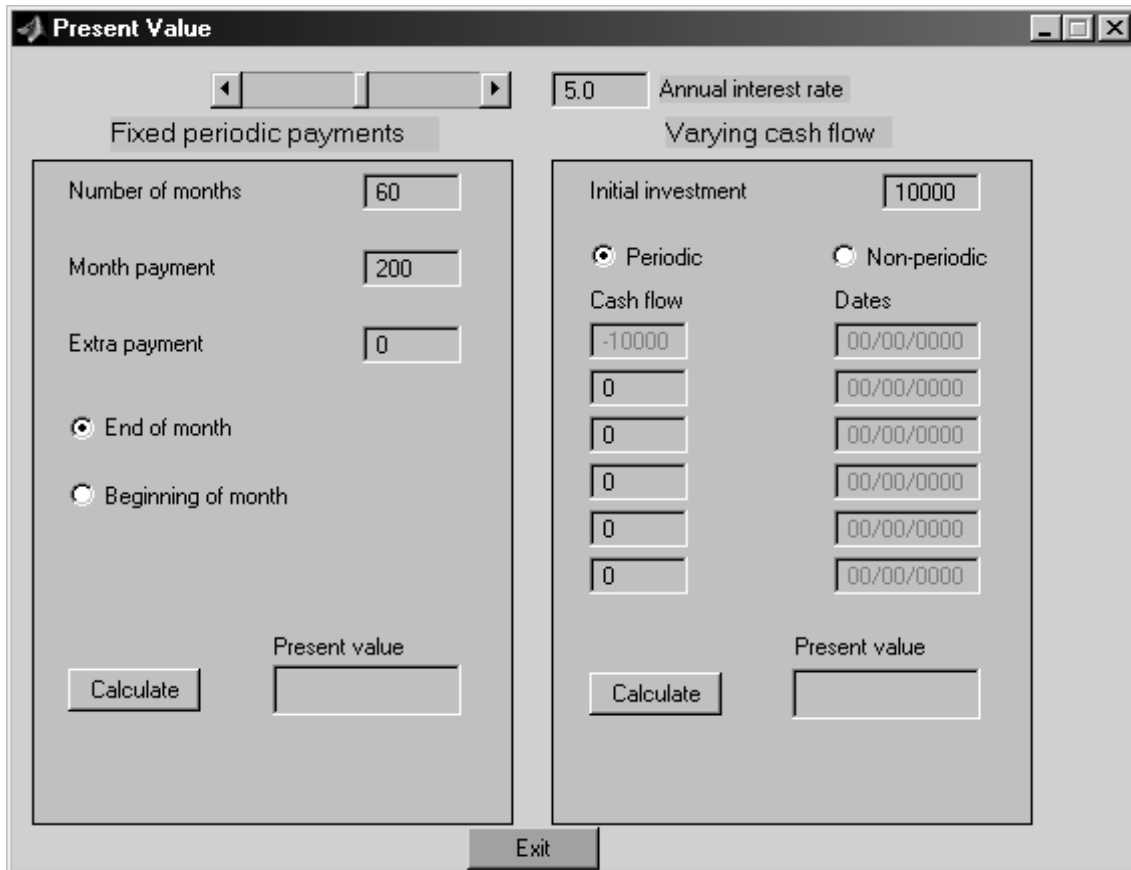 Present Value
5.0 Annual interest rate
Fixed periodic payments
Number of months 60
Month payment 200
Extra payment 0
End of month
Beginning of month
Present value
Calculate
Varying cash flow
Initial investment 10000
Periodic Non-periodic
Cash flow Dates
-10000 00/00/0000
0 00/00/0000
0 00/00/0000
0 00/00/0000
0 00/00/0000
0 00/00/0000
Present value
Calculate
Exit